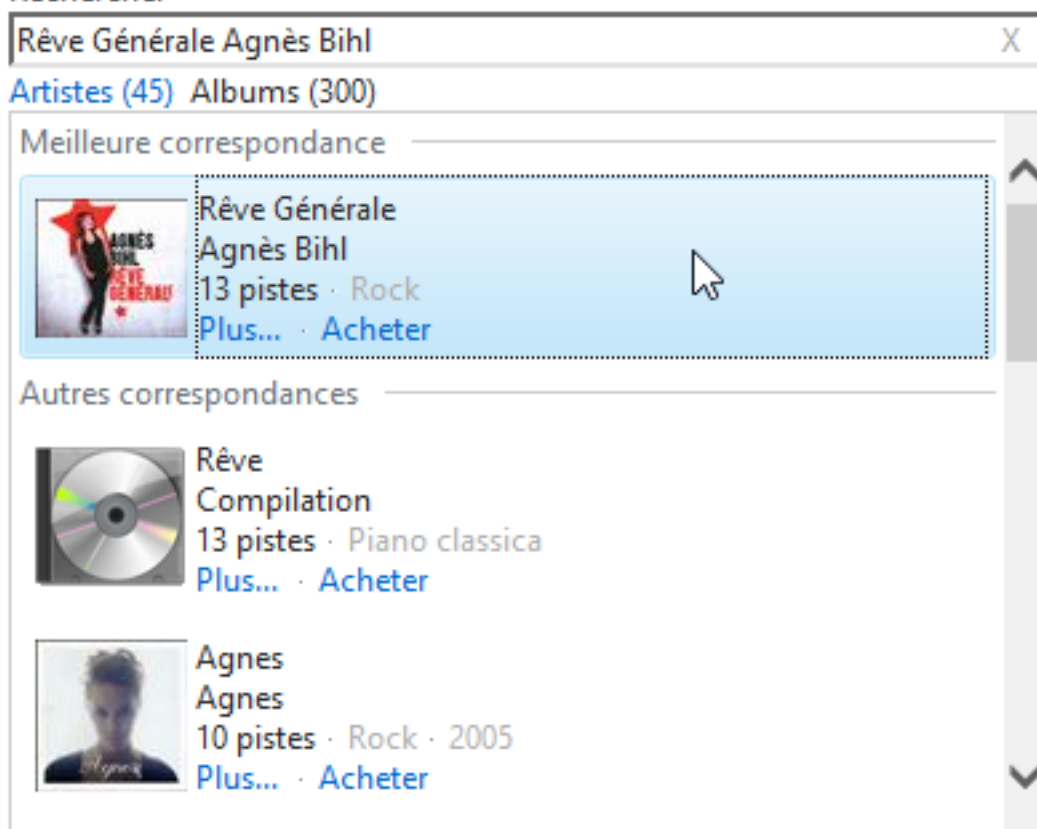 Rechercher
Rêve Générale Agnès Bihl X
Artistes (45) Albums (300)
Meilleure correspondance
AGNÈS
BIHL
RÊVE
GÉNÉRALE
Rêve Générale
Agnès Bihl
13 pistes · Rock
Plus... · Acheter
Autres correspondances
Rêve
Compilation
13 pistes · Piano classica
Plus... · Acheter
Agnes
Agnes
Agnes
10 pistes · Rock · 2005
Plus... · Acheter